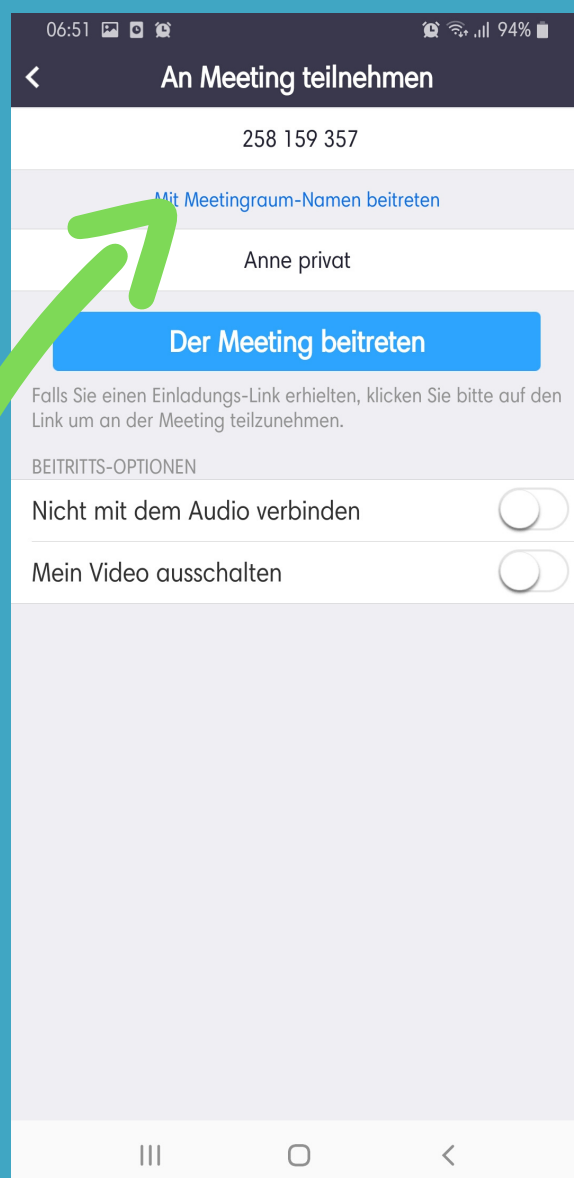 06:51 94%
An Meeting teilnehmen
258 159 357
Mit Meetingraum-Namen beitreten
Anne privat
Der Meeting beitreten
Falls Sie einen Einladungs-Link erhielten, klicken Sie bitte auf den
Link um an der Meeting teilzunehmen.
BEITRITTS-OPTIONEN
Nicht mit dem Audio verbinden
Mein Video ausschalten